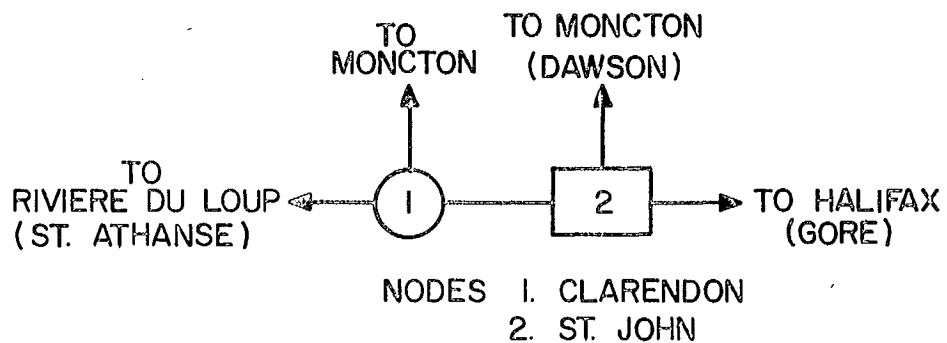 TO
MONCTON
TO MONCTON
(DAWSON)
TO
RIVIERE DU LOUP
(ST. ATHANSE)
1
2
TO HALIFAX
(GORE)
NODES 1. CLARENDON
2. ST. JOHN